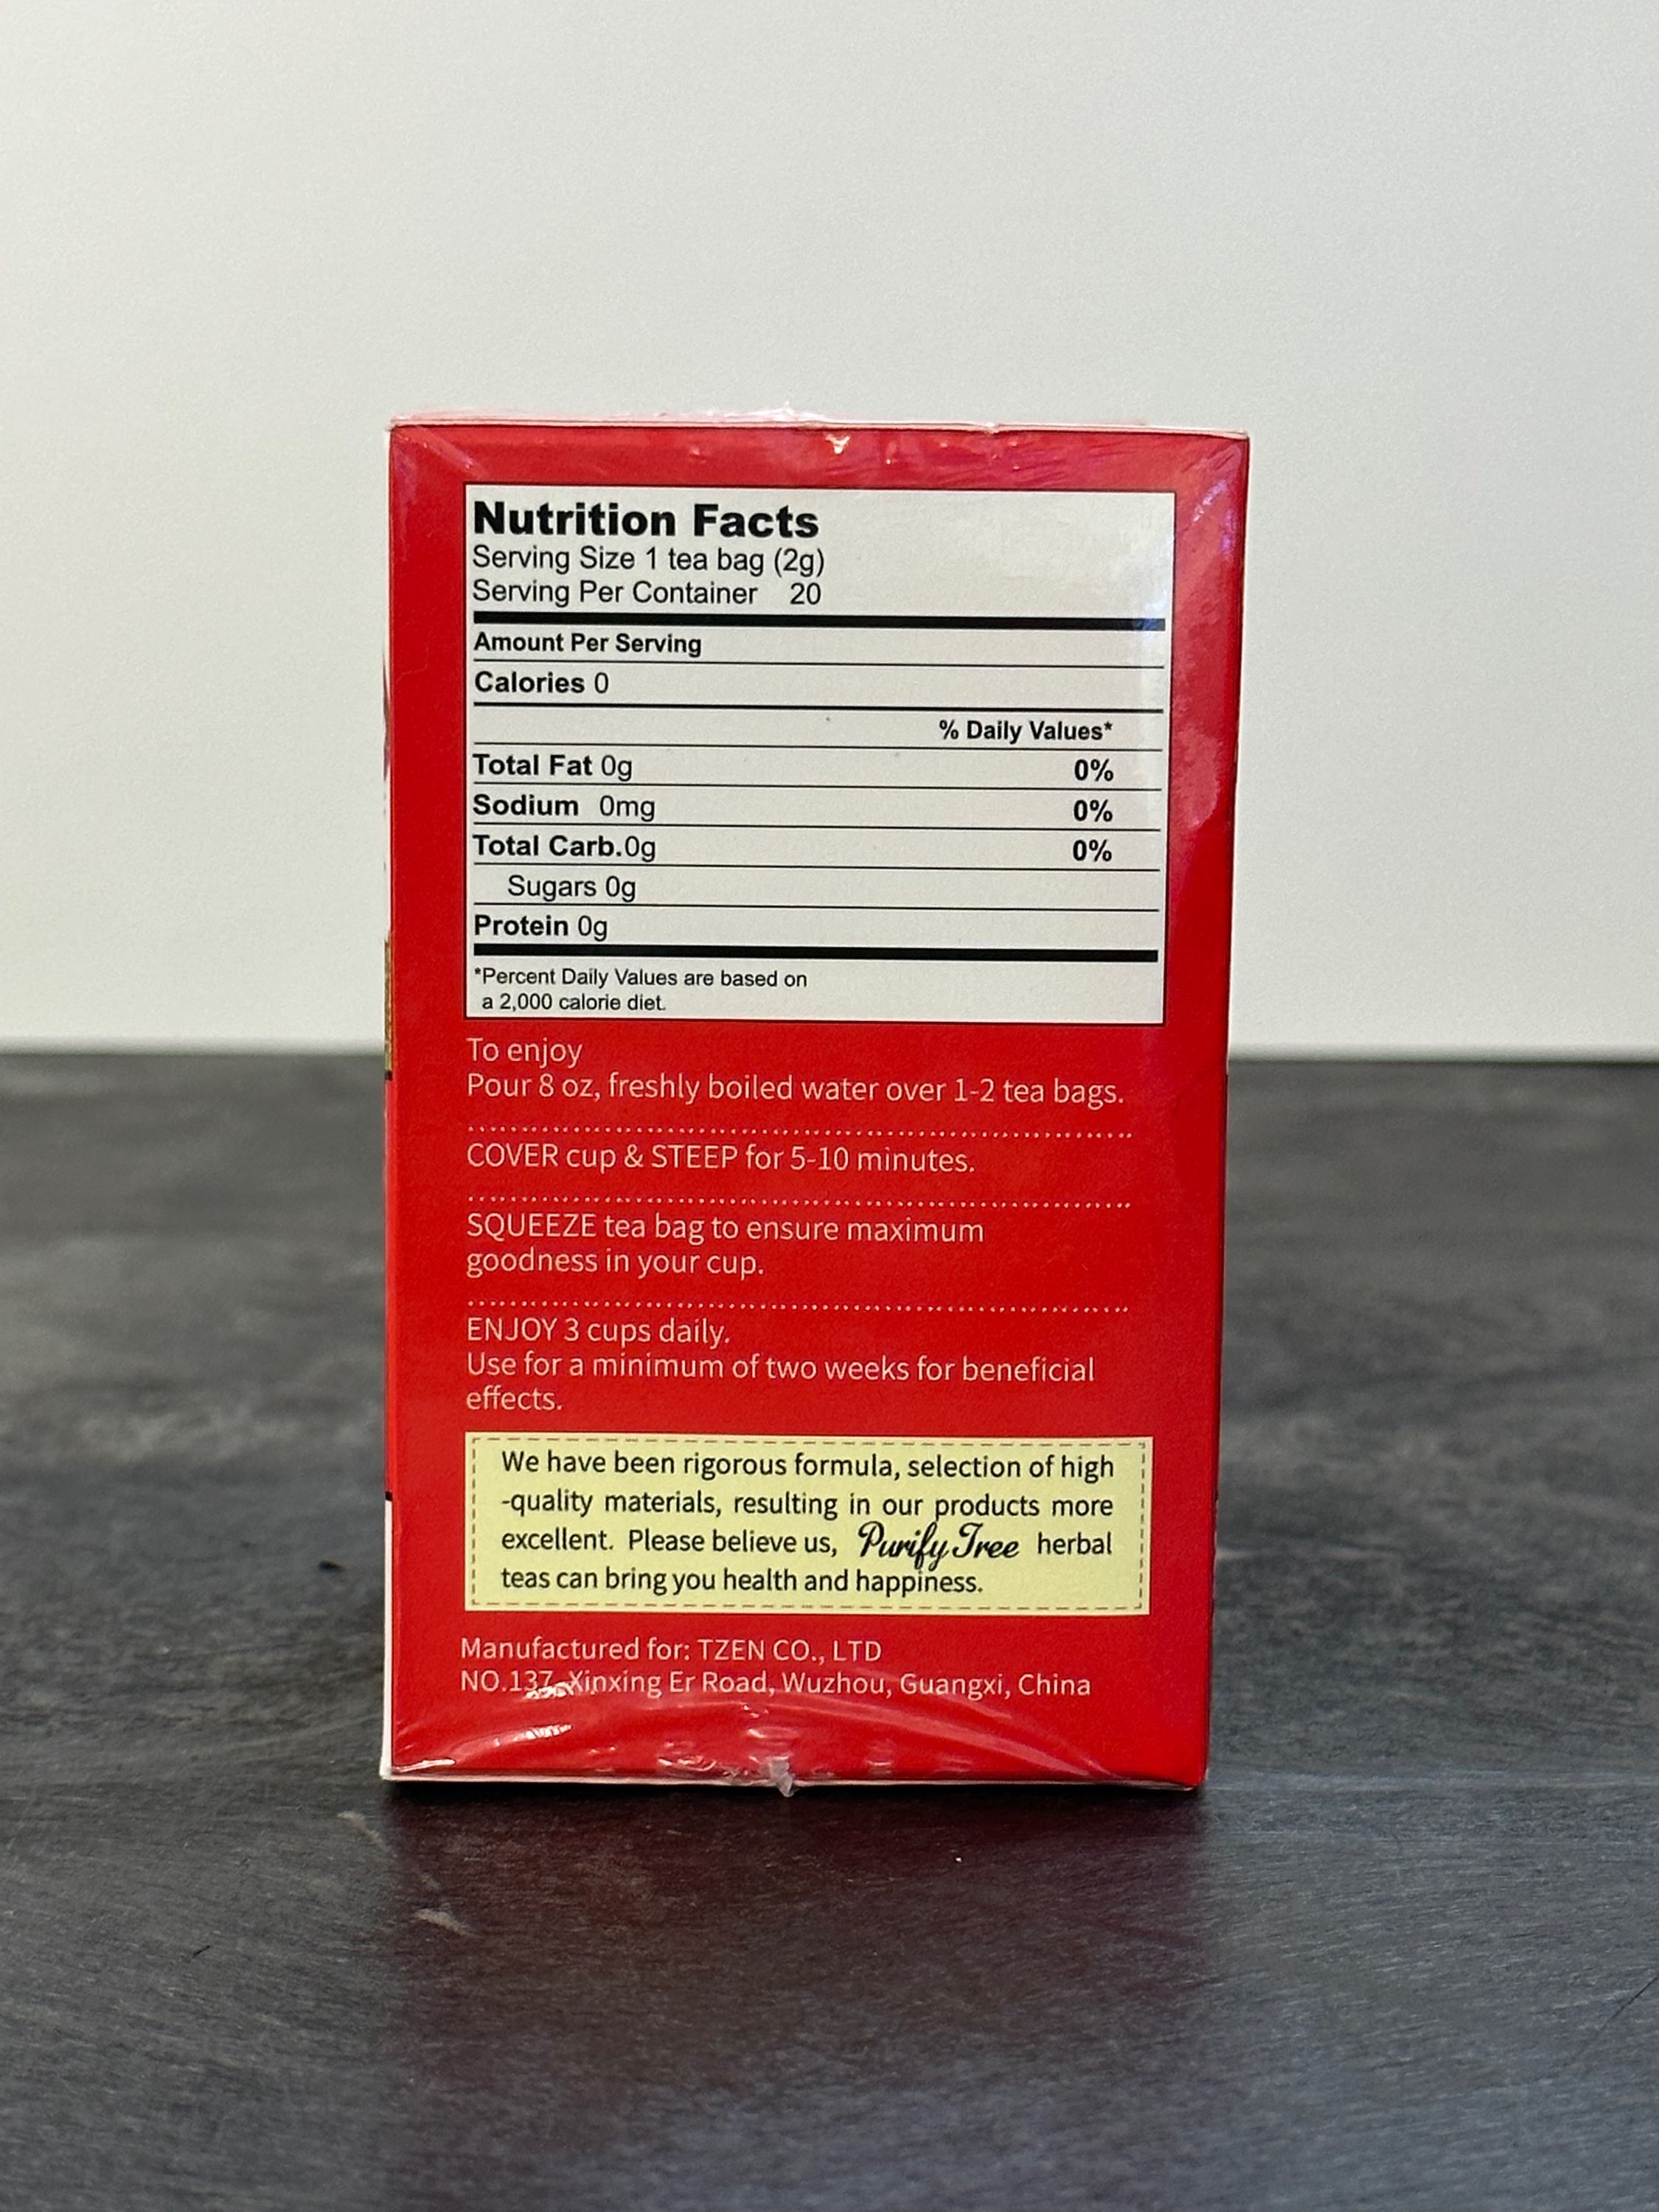 Nutrition Facts
Serving Size 1 tea bag (2g)
Serving Per Container 20
Amount Per Serving
Calories 0
% Daily Values*
Total Fat 0g 0%
Sodium 0mg 0%
Total Carb.0g 0%
Sugars 0g
Protein 0g
*Percent Daily Values are based on
a 2,000 calorie diet.
To enjoy
Pour 8 oz, freshly boiled water over 1-2 tea bags.
COVER cup & STEEP for 5-10 minutes.
SQUEEZE tea bag to ensure maximum
goodness in your cup.
ENJOY 3 cups daily.
Use for a minimum of two weeks for beneficial
effects.
We have been rigorous formula, selection of high
-quality materials, resulting in our products more
excellent. Please believe us, Purify Tree herbal
teas can bring you health and happiness.
Manufactured for: TZEN CO., LTD
NO.137, Xinxing Er Road, Wuzhou, Guangxi, China